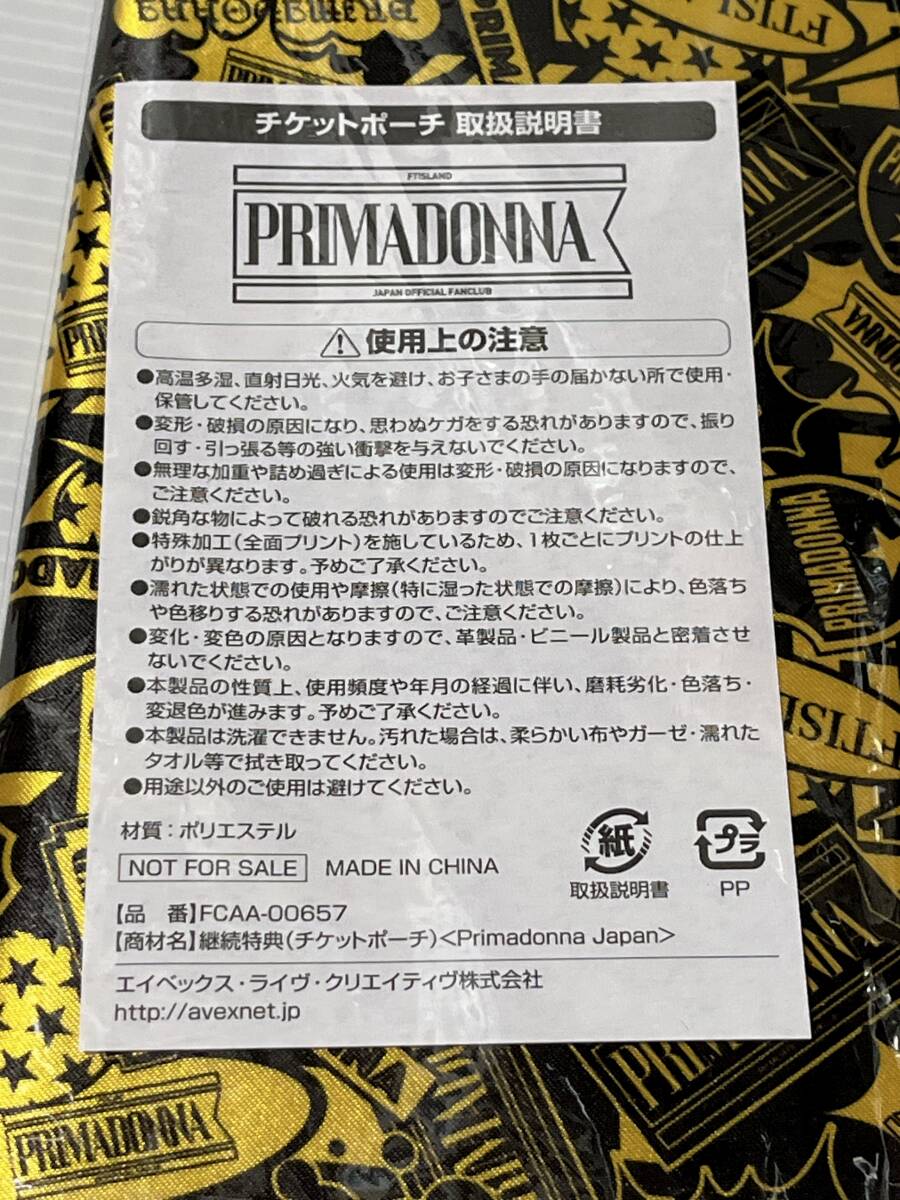 PRIMADONNA
FTISL
チケットポーチ 取扱説明書
FTISLAND
PRIMADONNA
JAPAN OFFICIAL FANCLUB
⚠使用上の注意
●高温多湿、直射日光、火気を避け、お子さまの手の届かない所で使用・
保管してください。
●変形・破損の原因になり、思わぬケガをする恐れがありますので、振り
回す・引っ張る等の強い衝撃を与えないでください。
●無理な加重や詰め過ぎによる使用は変形・破損の原因になりますので、
ご注意ください。
●鋭角な物によって破れる恐れがありますのでご注意ください。
●特殊加工(全面プリント)を施しているため、1枚ごとにプリントの仕上
がりが異なります。予めご了承ください。
●濡れた状態での使用や摩擦(特に湿った状態での摩擦)により、色落ち
や色移りする恐れがありますので、ご注意ください。
●変化・変色の原因となりますので、革製品・ビニール製品と密着させ
ないでください。
●本製品の性質上、使用頻度や年月の経過に伴い、磨耗劣化・色落ち・
変退色が進みます。予めご了承ください。
●本製品は洗濯できません。汚れた場合は、柔らかい布やガーゼ・濡れた
タオル等で拭き取ってください。
●用途以外のご使用は避けてください。
材質:ポリエステル
NOT FOR SALE MADE IN CHINA
紙
取扱説明書
プラ
PP
【品 番】FCAA-00657
【商材名】継続特典(チケットポーチ)<Primadonna Japan>
エイベックス・ライヴ・クリエイティヴ株式会社
http://avexnet.jp
PRIMADONNA
FTISL
PRIMADONNA